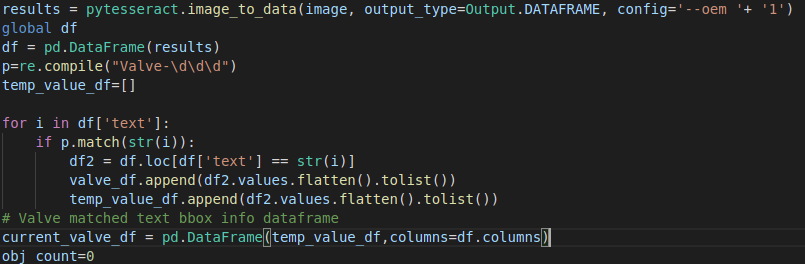 results = pytesseract.image_to_data(image, output_type=Output.DATAFRAME, config='--oem '+ '1')
global df
df = pd.DataFrame(results)
p=re.compile("Valve-\d\d\d")
temp_value_df=[]
for i in df['text']:
    if p.match(str(i)):
        df2 = df.loc[df['text'] == str(i)]
        valve_df.append(df2.values.flatten().tolist())
        temp_value_df.append(df2.values.flatten().tolist())
# Valve matched text bbox info dataframe
current_valve_df = pd.DataFrame(temp_value_df,columns=df.columns)
obj_count=0